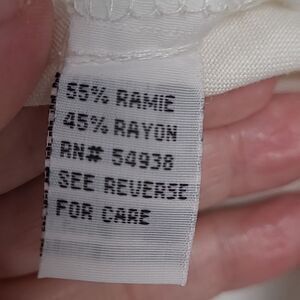 55% RAMIE
45% RAYON
RN# 54938
SEE REVERSE
FOR CARE